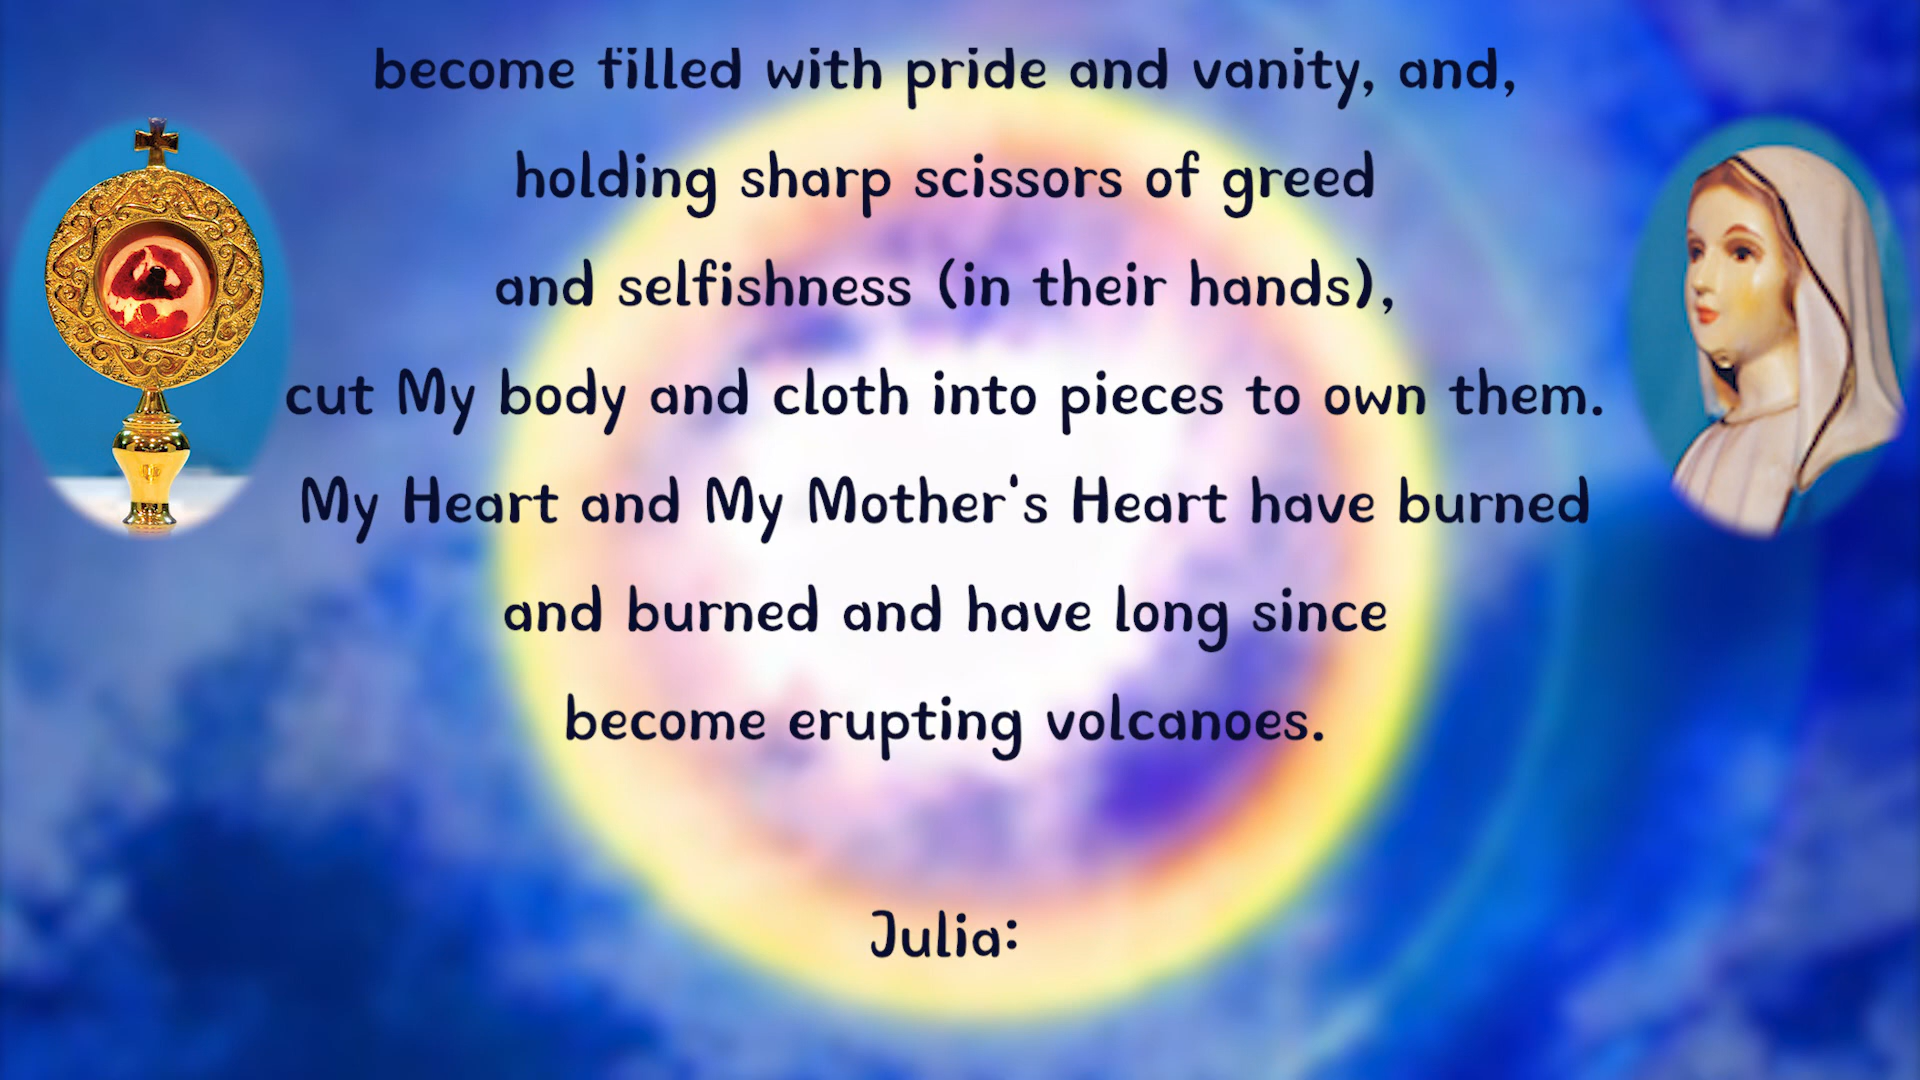 become filled with pride and vanity, and,
holding sharp scissors of greed
and selfishness (in their hands),
cut My body and cloth into pieces to own them.
My Heart and My Mother's Heart have burned
and burned and have long since
become erupting volcanoes.
Julia: